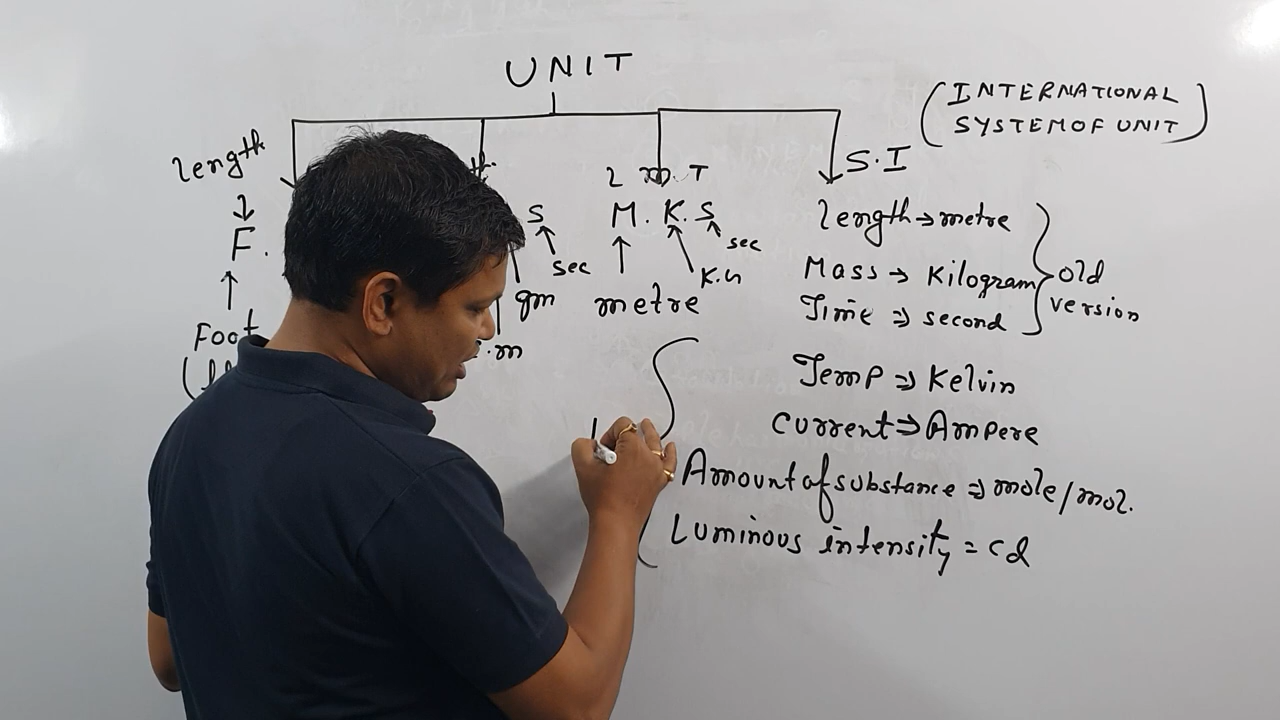 UNIT
(INTERNATIONAL
SYSTEM OF UNIT)
length
S.I
L m. T
F.
S
M. K. S
sec
gm
sec
K.G
metre
Foot
.m
length → metre
Mass → Kilogram
Time ⇒ second
old
version
Temp ⇒ Kelvin
current ⇒ Ampere
Amount of substance ⇒ mole/mol.
Luminous intensity = cd